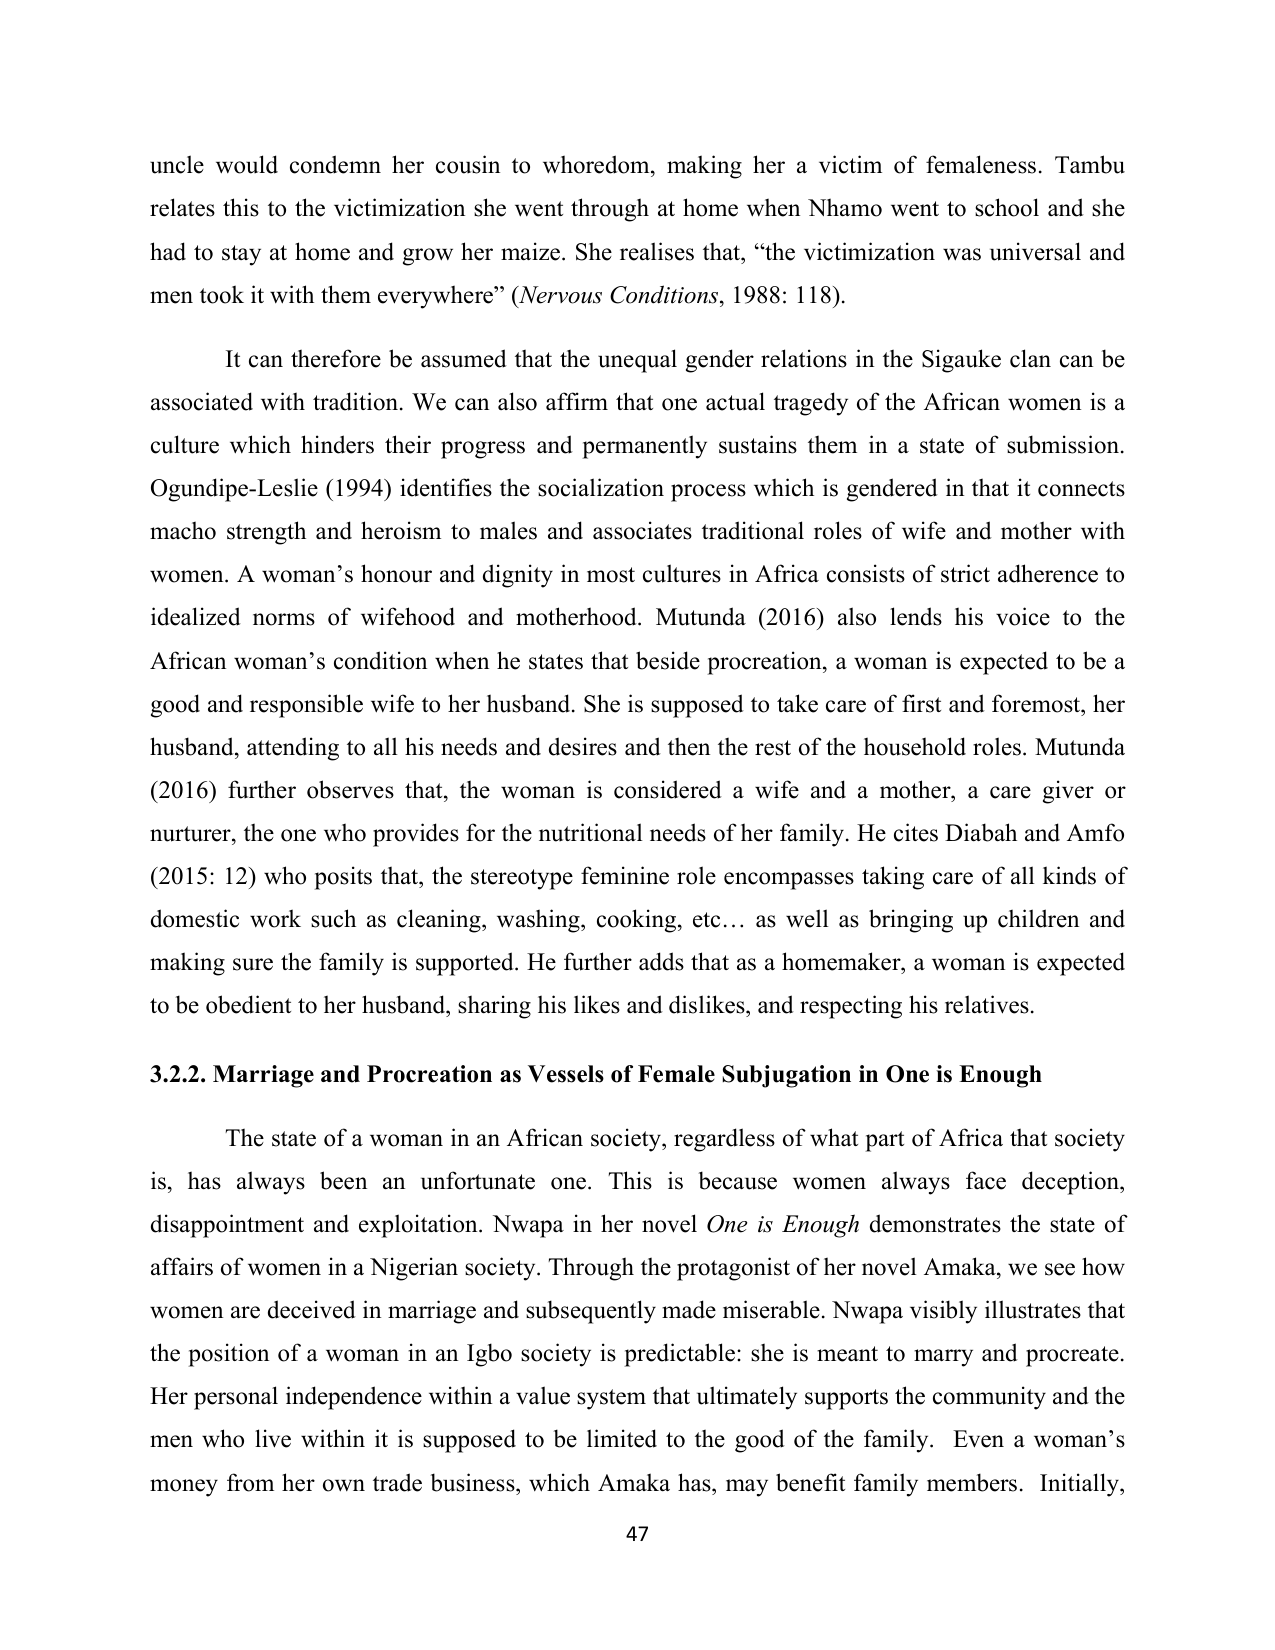 uncle would condemn her cousin to whoredom, making her a victim of femaleness. Tambu
relates this to the victimization she went through at home when Nhamo went to school and she
had to stay at home and grow her maize. She realises that, “the victimization was universal and
men took it with them everywhere” (Nervous Conditions, 1988: 118).
It can therefore be assumed that the unequal gender relations in the Sigauke clan can be
associated with tradition. We can also affirm that one actual tragedy of the African women is a
culture which hinders their progress and permanently sustains them in a state of submission.
Ogundipe-Leslie (1994) identifies the socialization process which is gendered in that it connects
macho strength and heroism to males and associates traditional roles of wife and mother with
women. A woman’s honour and dignity in most cultures in Africa consists of strict adherence to
idealized norms of wifehood and motherhood. Mutunda (2016) also lends his voice to the
African woman’s condition when he states that beside procreation, a woman is expected to be a
good and responsible wife to her husband. She is supposed to take care of first and foremost, her
husband, attending to all his needs and desires and then the rest of the household roles. Mutunda
(2016) further observes that, the woman is considered a wife and a mother, a care giver or
nurturer, the one who provides for the nutritional needs of her family. He cites Diabah and Amfo
(2015: 12) who posits that, the stereotype feminine role encompasses taking care of all kinds of
domestic work such as cleaning, washing, cooking, etc… as well as bringing up children and
making sure the family is supported. He further adds that as a homemaker, a woman is expected
to be obedient to her husband, sharing his likes and dislikes, and respecting his relatives.
3.2.2. Marriage and Procreation as Vessels of Female Subjugation in One is Enough
The state of a woman in an African society, regardless of what part of Africa that society
is, has always been an unfortunate one. This is because women always face deception,
disappointment and exploitation. Nwapa in her novel One is Enough demonstrates the state of
affairs of women in a Nigerian society. Through the protagonist of her novel Amaka, we see how
women are deceived in marriage and subsequently made miserable. Nwapa visibly illustrates that
the position of a woman in an Igbo society is predictable: she is meant to marry and procreate.
Her personal independence within a value system that ultimately supports the community and the
men who live within it is supposed to be limited to the good of the family.  Even a woman’s
money from her own trade business, which Amaka has, may benefit family members.  Initially,
47